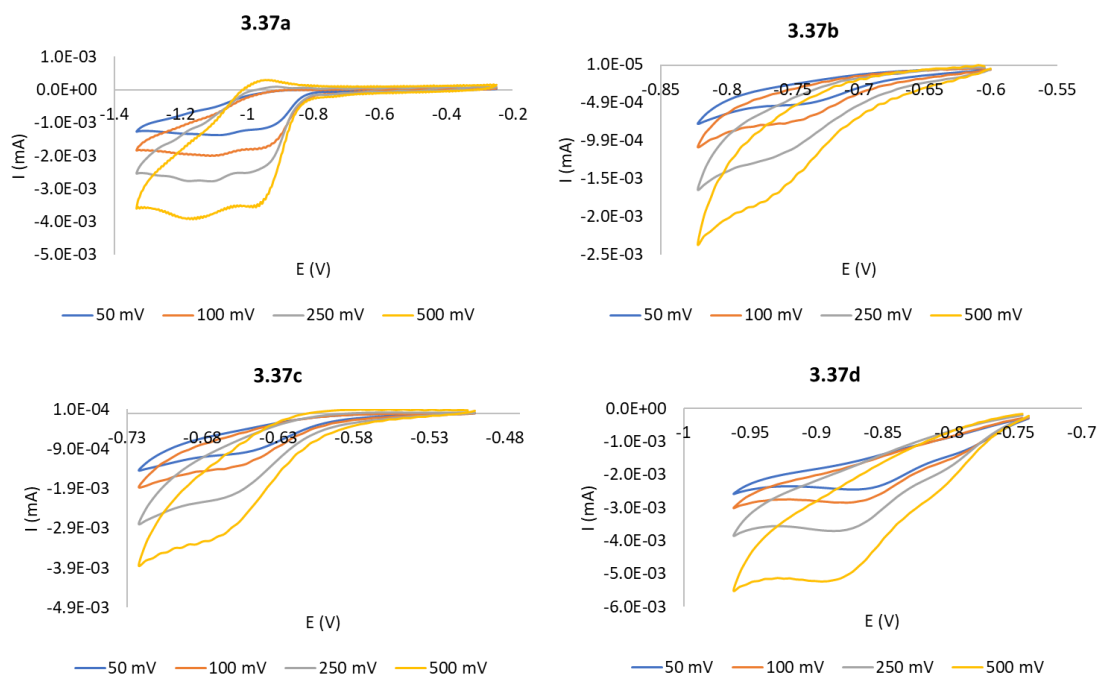 3.37a
1.0E-03
0.0E+00
-1.0E-03
-2.0E-03
-3.0E-03
-4.0E-03
-5.0E-03
-1.4 -1.2 -1 -0.8 -0.6 -0.4 -0.2
I (mA)
E (V)
50 mV 100 mV 250 mV 500 mV
3.37b
1.0E-05
-4.9E-04
-9.9E-04
-1.5E-03
-2.0E-03
-2.5E-03
-0.85 -0.8 -0.75 -0.7 -0.65 -0.6 -0.55
I (mA)
E (V)
50 mV 100 mV 250 mV 500 mV
3.37c
1.0E-04
-9.0E-04
-1.9E-03
-2.9E-03
-3.9E-03
-4.9E-03
-0.73 -0.68 -0.63 -0.58 -0.53 -0.48
I (mA)
E (V)
50 mV 100 mV 250 mV 500 mV
3.37d
0.0E+00
-1.0E-03
-2.0E-03
-3.0E-03
-4.0E-03
-5.0E-03
-6.0E-03
-1 -0.95 -0.9 -0.85 -0.8 -0.75 -0.7
I (mA)
E (V)
50 mV 100 mV 250 mV 500 mV